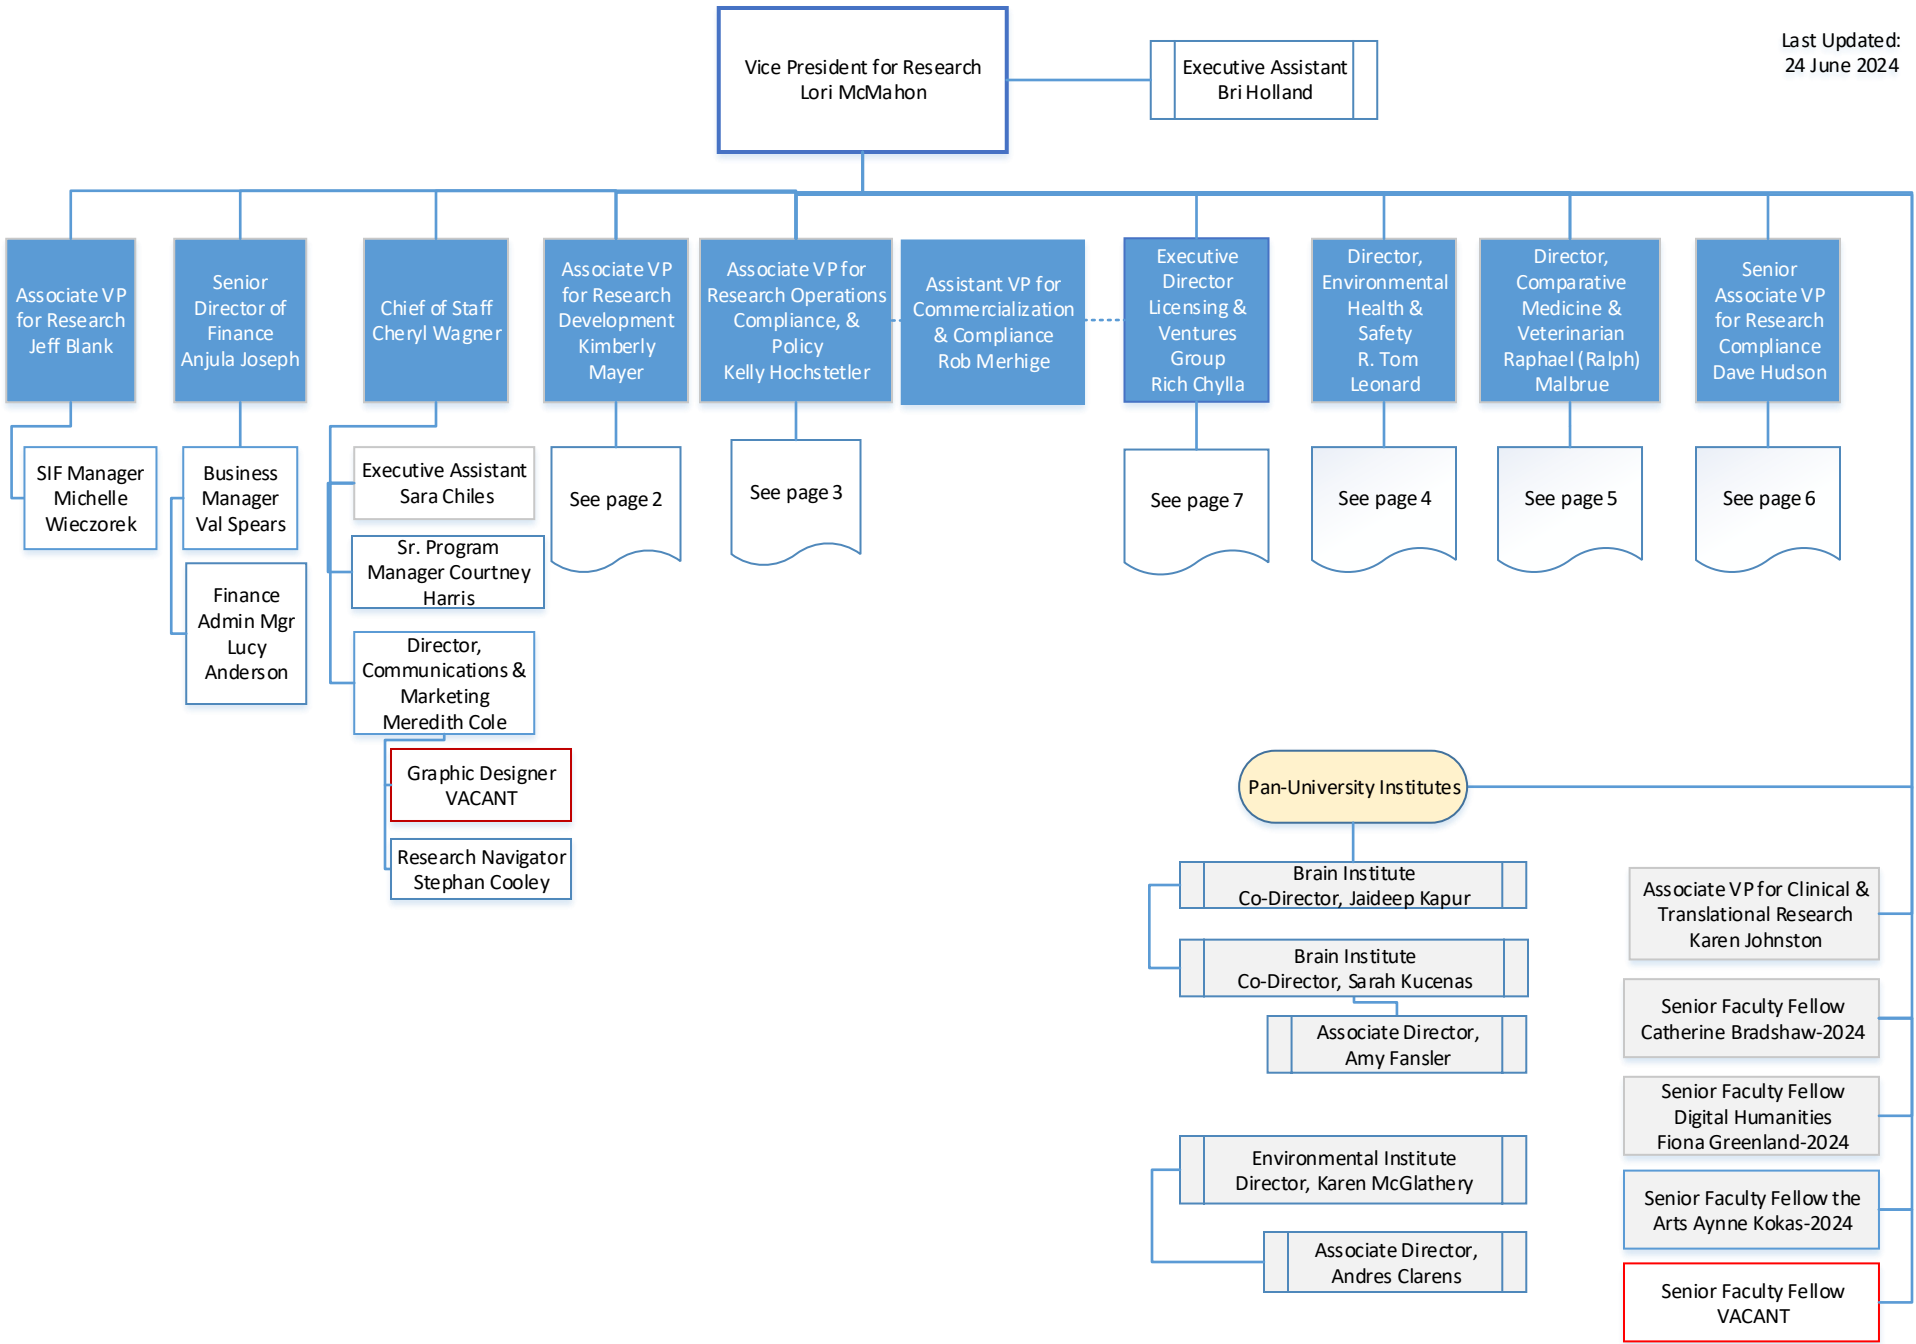 Vice President for Research
Lori McMahon
Executive Assistant
Bri Holland
Last Updated:
24 June 2024
Associate VP
for Research
Jeff Blank
Senior
Director of
Finance
Anjula Joseph
Chief of Staff
Cheryl Wagner
Associate VP
for Research
Development
Kimberly
Mayer
Associate VP for
Research Operations
Compliance, &
Policy
Kelly Hochstetler
Assistant VP for
Commercialization
& Compliance
Rob Merhige
Executive
Director
Licensing &
Ventures
Group
Rich Chylla
Director,
Environmental
Health &
Safety
R. Tom
Leonard
Director,
Comparative
Medicine &
Veterinarian
Raphael (Ralph)
Malbrue
Senior
Associate VP
for Research
Compliance
Dave Hudson
SIF Manager
Michelle
Wieczorek
Business
Manager
Val Spears
Finance
Admin Mgr
Lucy
Anderson
Executive Assistant
Sara Chiles
Sr. Program
Manager Courtney
Harris
Director,
Communications &
Marketing
Meredith Cole
Graphic Designer
VACANT
Research Navigator
Stephan Cooley
See page 2
See page 3
See page 7
See page 4
See page 5
See page 6
Pan-University Institutes
Brain Institute
Co-Director, Jaideep Kapur
Brain Institute
Co-Director, Sarah Kucenas
Associate Director,
Amy Fansler
Environmental Institute
Director, Karen McGlathery
Associate Director,
Andres Clarens
Associate VP for Clinical &
Translational Research
Karen Johnston
Senior Faculty Fellow
Catherine Bradshaw-2024
Senior Faculty Fellow
Digital Humanities
Fiona Greenland-2024
Senior Faculty Fellow the
Arts Aynne Kokas-2024
Senior Faculty Fellow
VACANT